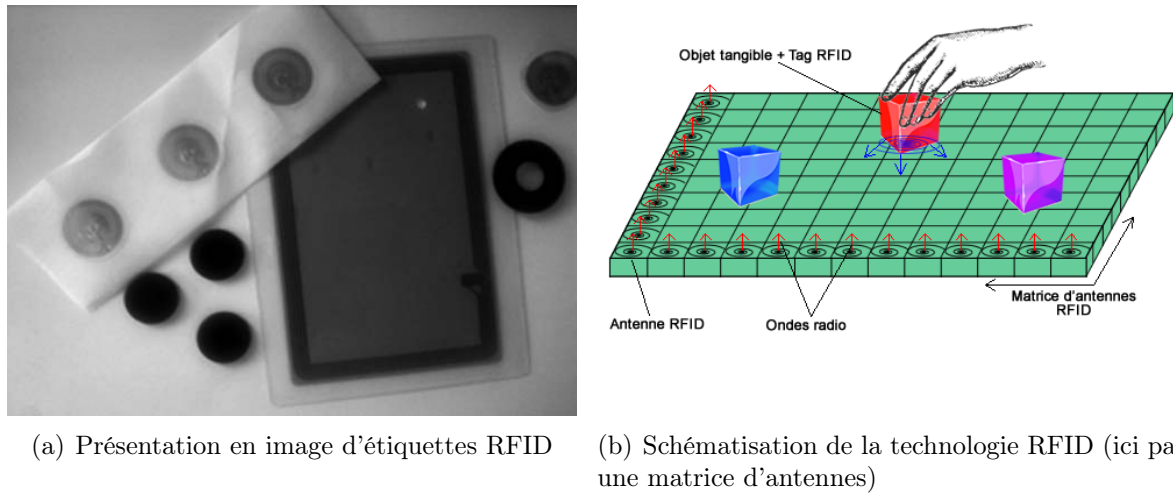 Objet tangible + Tag RFID
Matrice d'antennes
RFID
Antenne RFID
Ondes radio
(a) Présentation en image d'étiquettes RFID
(b) Schématisation de la technologie RFID (ici pa
une matrice d'antennes)